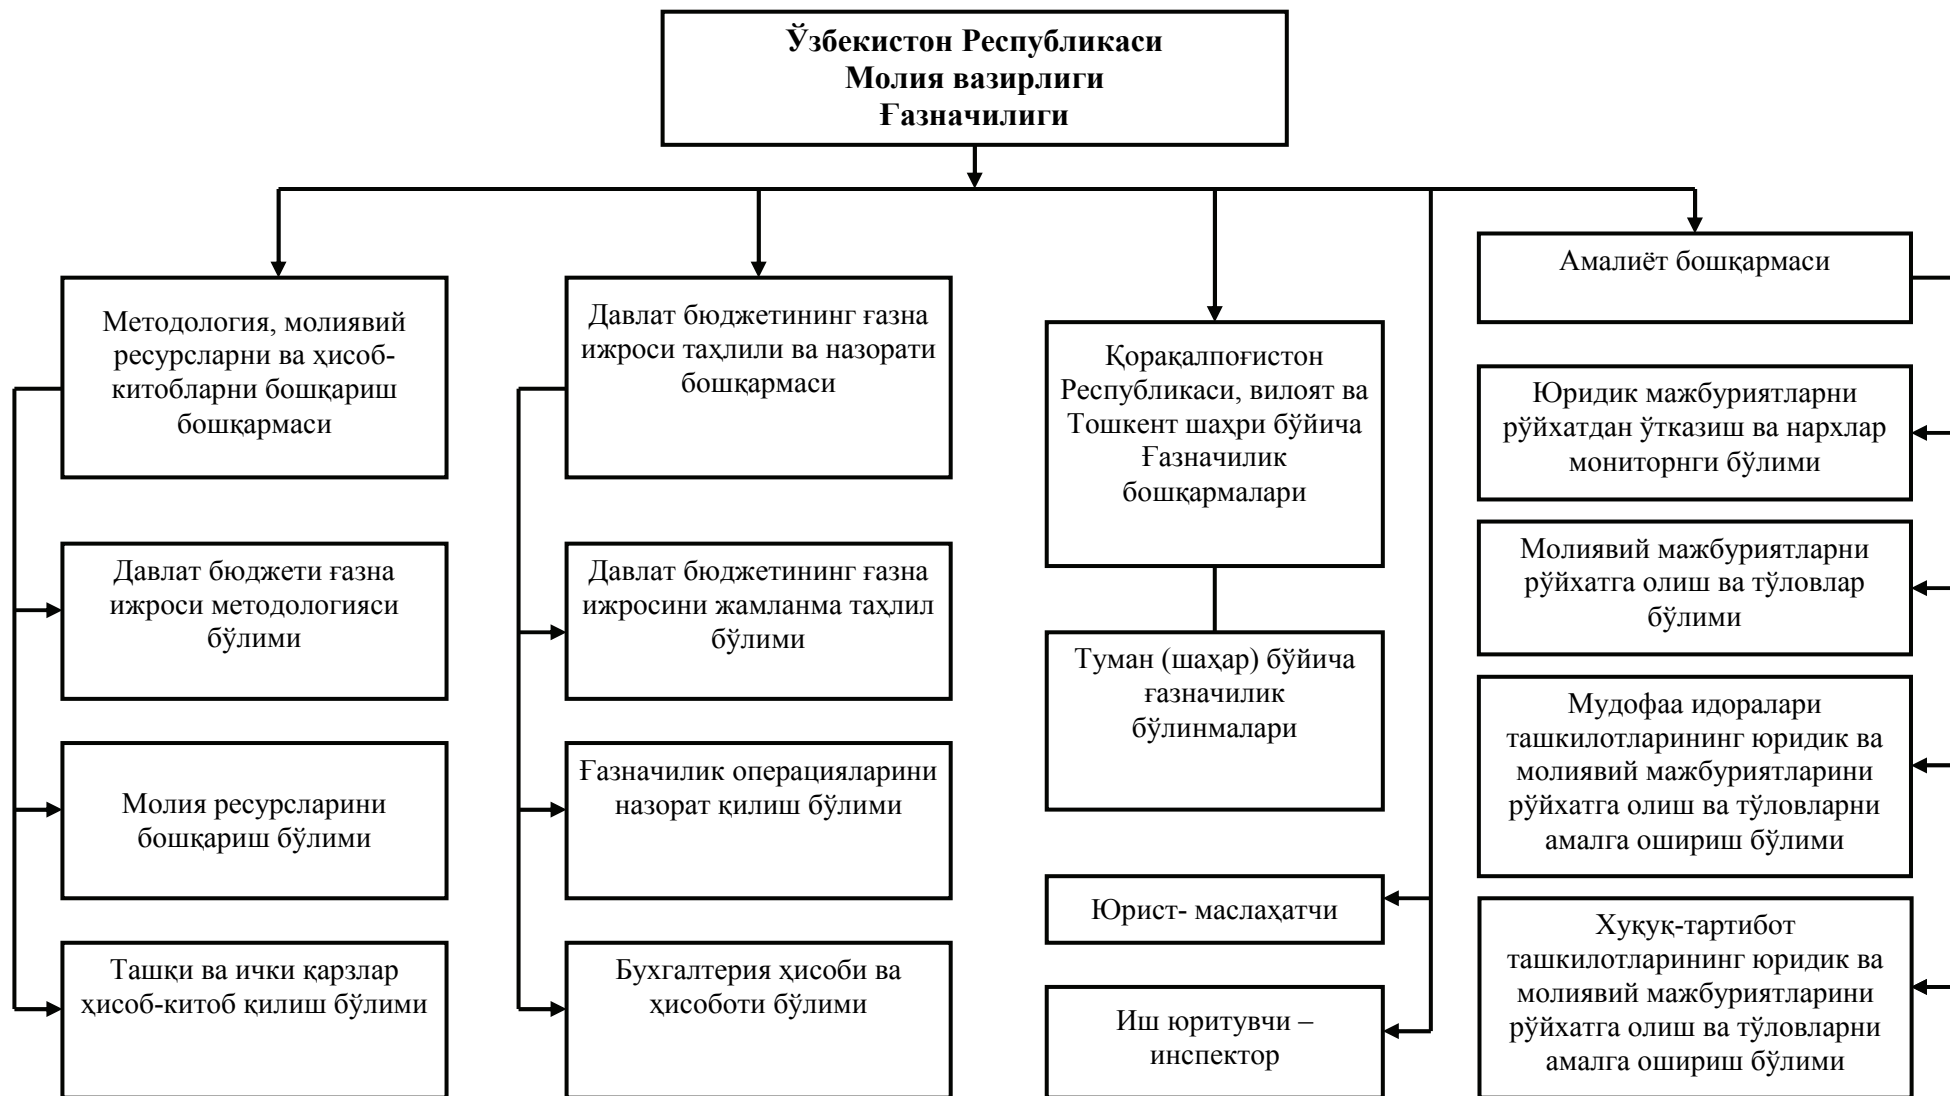 Ўзбекистон Республикаси
Молия вазирлиги
Ғазначилиги
Методология, молиявий
ресурсларни ва ҳисоб-
китобларни бошқариш
бошқармаси
Давлат бюджети ғазна
ижроси методологияси
бўлими
Молия ресурсларини
бошқариш бўлими
Ташқи ва ички қарзлар
ҳисоб-китоб қилиш бўлими
Давлат бюджетининг ғазна
ижроси таҳлили ва назорати
бошқармаси
Давлат бюджетининг ғазна
ижросини жамланма таҳлил
бўлими
Ғазначилик операцияларини
назорат қилиш бўлими
Бухгалтерия ҳисоби ва
ҳисоботи бўлими
Қорақалпоғистон
Республикаси, вилоят ва
Тошкент шаҳри бўйича
Ғазначилик
бошқармалари
Туман (шаҳар) бўйича
ғазначилик
бўлинмалари
Юрист- маслаҳатчи
Иш юритувчи –
инспектор
Амалиёт бошқармаси
Юридик мажбуриятларни
рўйхатдан ўтказиш ва нархлар
мониторнги бўлими
Молиявий мажбуриятларни
рўйхатга олиш ва тўловлар
бўлими
Мудофаа идоралари
ташкилотларининг юридик ва
молиявий мажбуриятларини
рўйхатга олиш ва тўловларни
амалга ошириш бўлими
Хуқуқ-тартибот
ташкилотларининг юридик ва
молиявий мажбуриятларини
рўйхатга олиш ва тўловларни
амалга ошириш бўлими